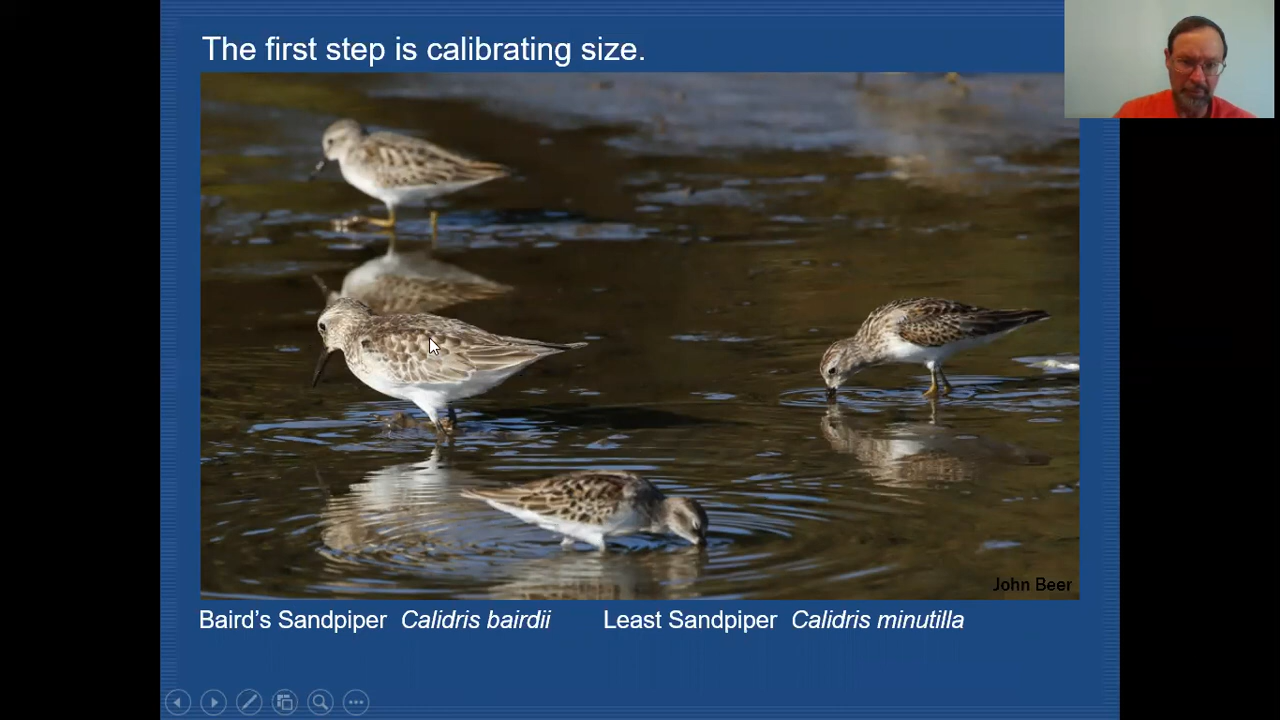 The first step is calibrating size.
John Beer
Baird’s Sandpiper Calidris bairdii Least Sandpiper Calidris minutilla